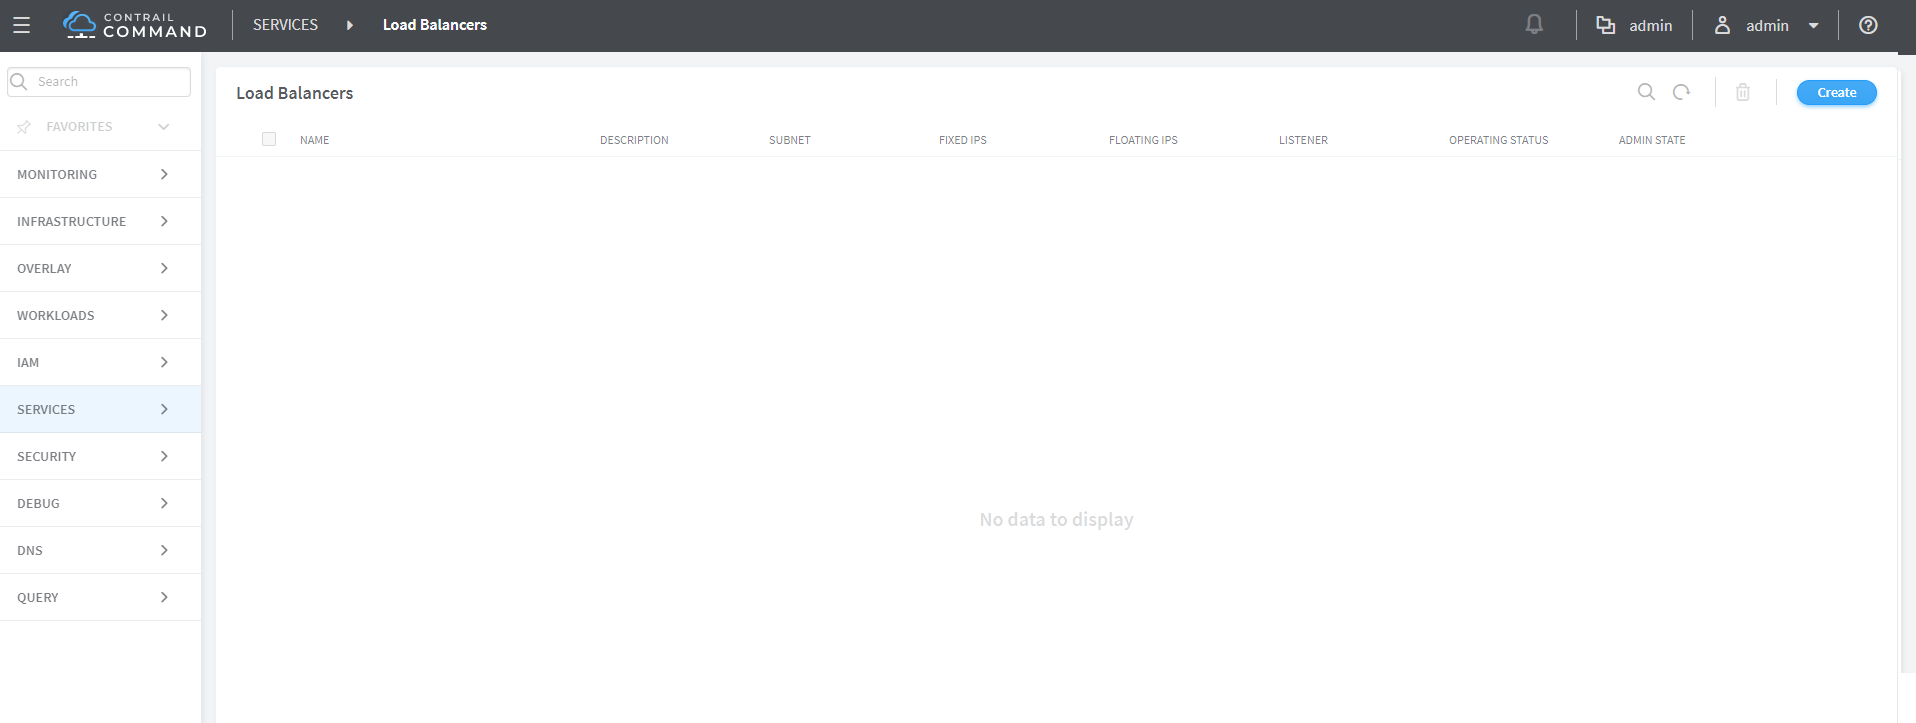 CONTRAIL
COMMAND
SERVICES
Load Balancers
admin
admin
Search
FAVORITES
MONITORING
INFRASTRUCTURE
OVERLAY
WORKLOADS
IAM
SERVICES
SECURITY
DEBUG
DNS
QUERY
Load Balancers
Create
NAME DESCRIPTION SUBNET FIXED IPS FLOATING IPS LISTENER OPERATING STATUS ADMIN STATE
No data to display